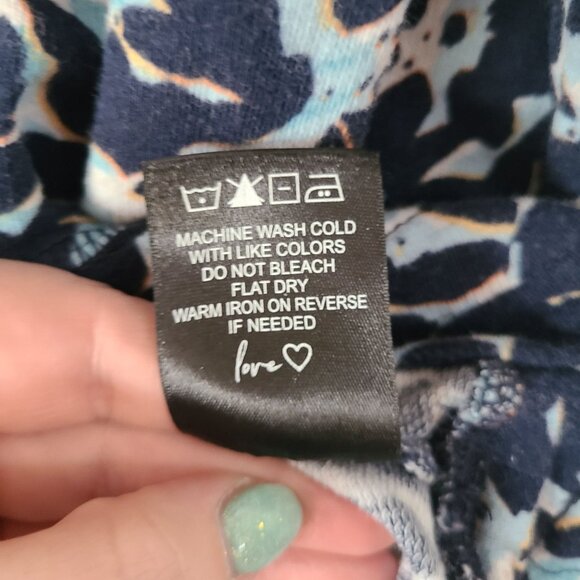 MACHINE WASH COLD
WITH LIKE COLORS
DO NOT BLEACH
FLAT DRY
WARM IRON ON REVERSE
IF NEEDED
love